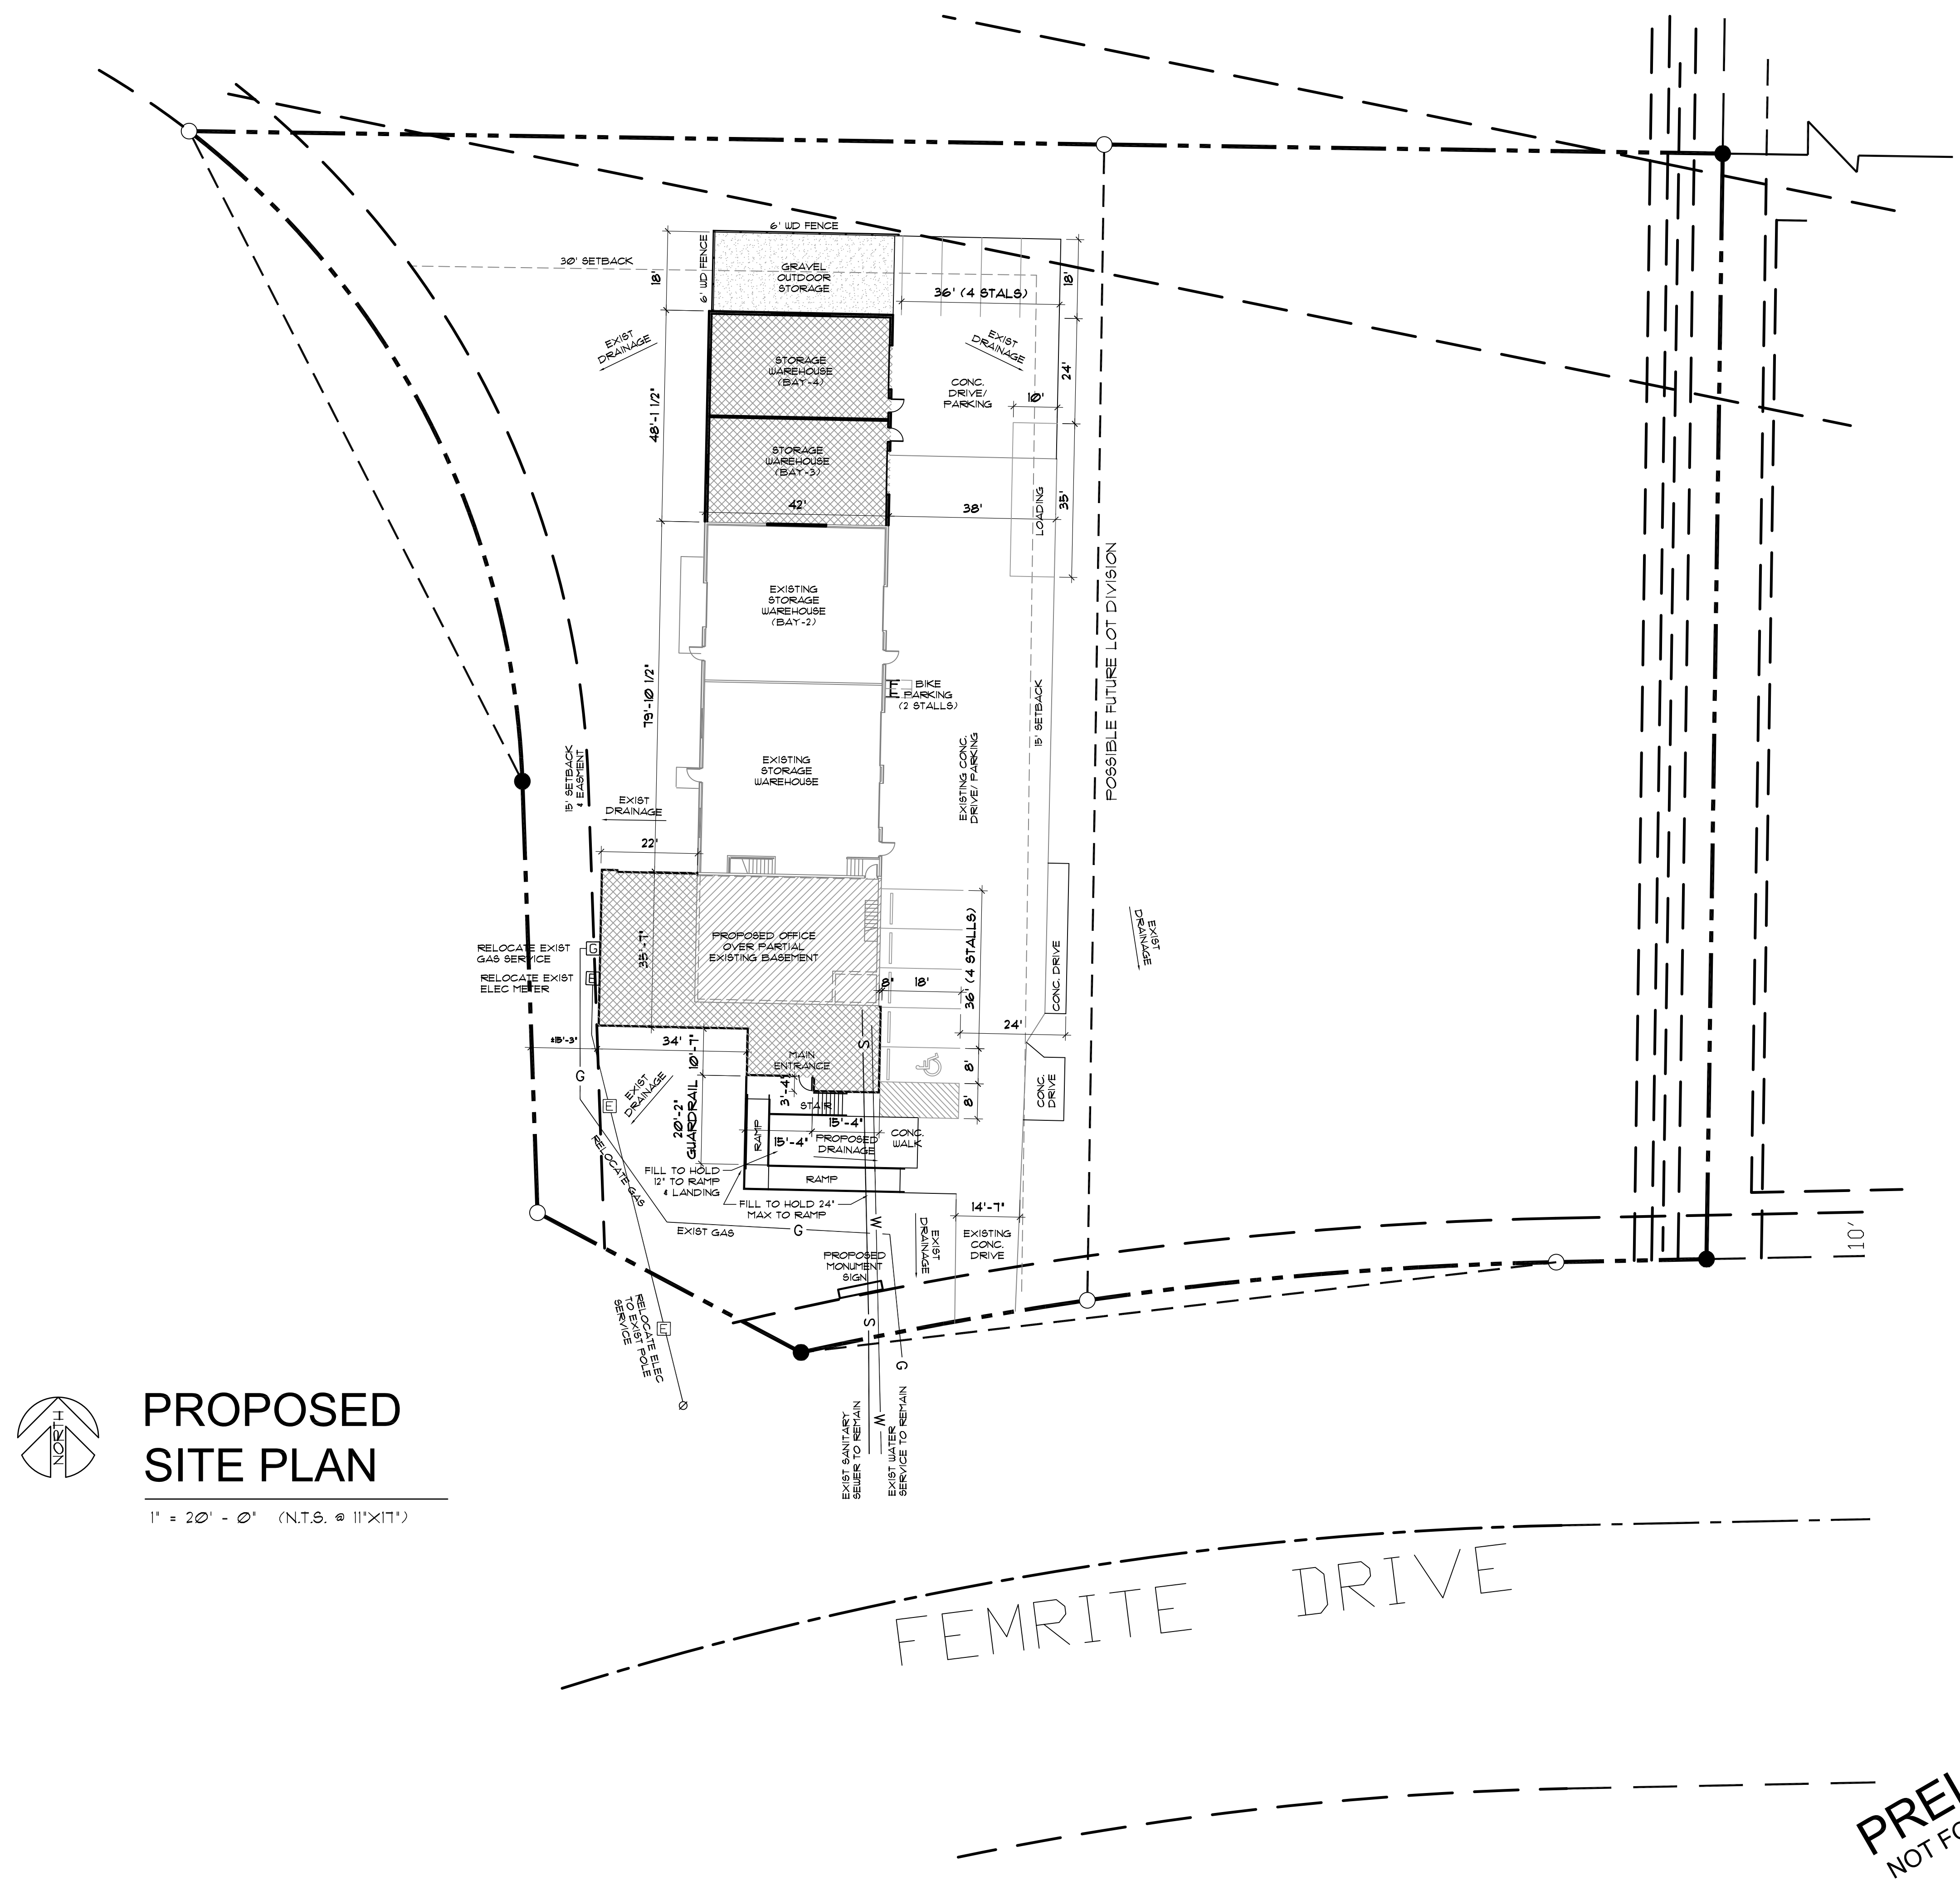 6' WD FENCE
6' WD FENCE
30' SETBACK
18'
GRAVEL
OUTDOOR
STORAGE
36' (4 STALS)
18'
EXIST
DRAINAGE
EXIST
DRAINAGE
STORAGE
WAREHOUSE
(BAY-4)
CONC.
DRIVE/
PARKING
24'
10'
48'-1 1/2"
STORAGE
WAREHOUSE
(BAY-3)
42'
38'
LOADING
35'
POSSIBLE FUTURE LOT DIVISION
EXISTING
STORAGE
WAREHOUSE
(BAY-2)
79'-10 1/2"
BIKE
PARKING
(2 STALLS)
15' SETBACK
15' SETBACK
& EASMENT
EXISTING
STORAGE
WAREHOUSE
EXISTING CONC.
DRIVE/ PARKING
EXIST
DRAINAGE
22'
RELOCATE EXIST
GAS SERVICE
G
RELOCATE EXIST
ELEC METER
E
35'-7"
PROPOSED OFFICE
OVER PARTIAL
EXISTING BASEMENT
8"
18'
36' (4 STALLS)
CONC. DRIVE
EXIST
DRAINAGE
24'
±15'-3"
34'
10'-7"
S
MAIN
ENTRANCE
8'
8'
CONC.
DRIVE
G
EXIST
DRAINAGE
E
20'-2"
GUARDRAIL
3'-4"
STAIR
15'-4"
15'-4"
RAMP
PROPOSED
DRAINAGE
CONC.
WALK
RELOCATE GAS
FILL TO HOLD
12" TO RAMP
& LANDING
RAMP
FILL TO HOLD 24"
MAX TO RAMP
14'-7"
EXIST GAS
G
W
EXIST
DRAINAGE
EXISTING
CONC.
DRIVE
PROPOSED
MONUMENT
SIGN
10'
RELOCATE ELEC
TO EXIST POLE
SERVICE
E
S
G
W
EXIST SANITARY
SEWER TO REMAIN
EXIST WATER
SERVICE TO REMAIN
NORTH
PROPOSED
SITE PLAN
1" = 20' - 0" (N.T.S. @ 11"X17")
FEMRITE DRIVE
PREL
NOT FO